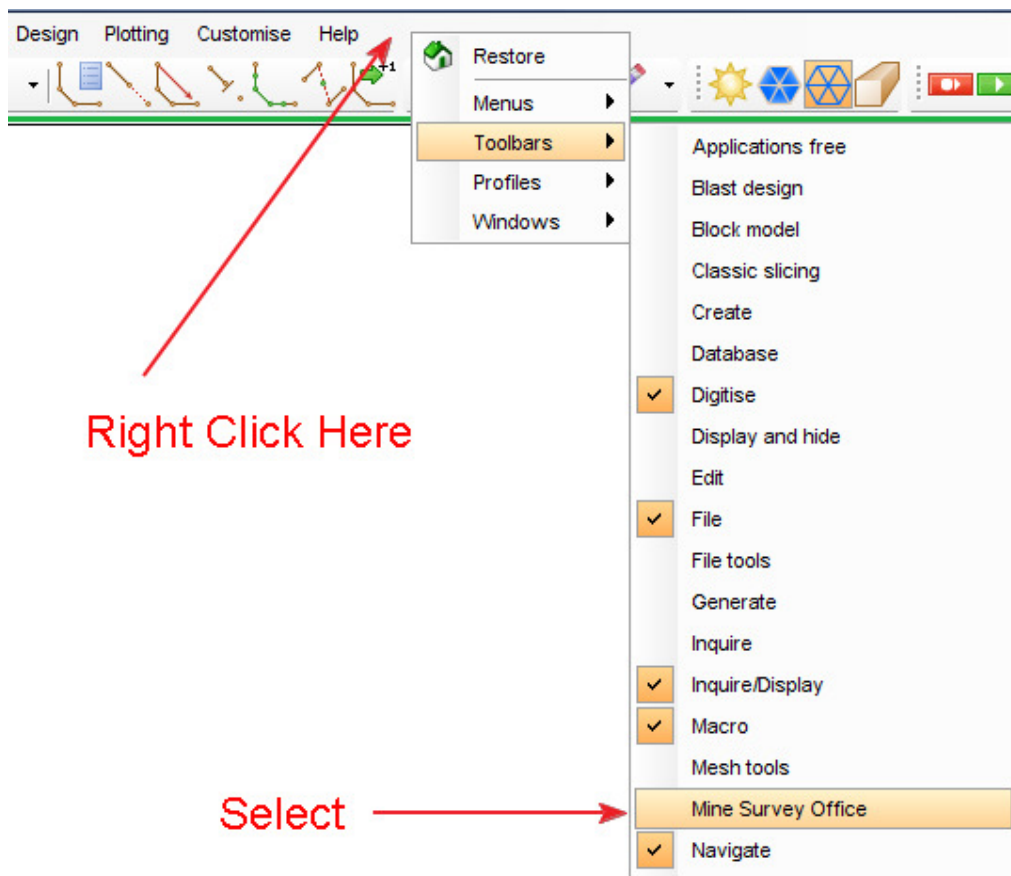 Design Plotting Customise Help
Restore
Menus
Toolbars
Profiles
Windows
+1
Applications free
Blast design
Block model
Classic slicing
Create
Database
Digitise
Display and hide
Edit
File
File tools
Generate
Inquire
Inquire/Display
Macro
Mesh tools
Mine Survey Office
Navigate
Right Click Here
Select